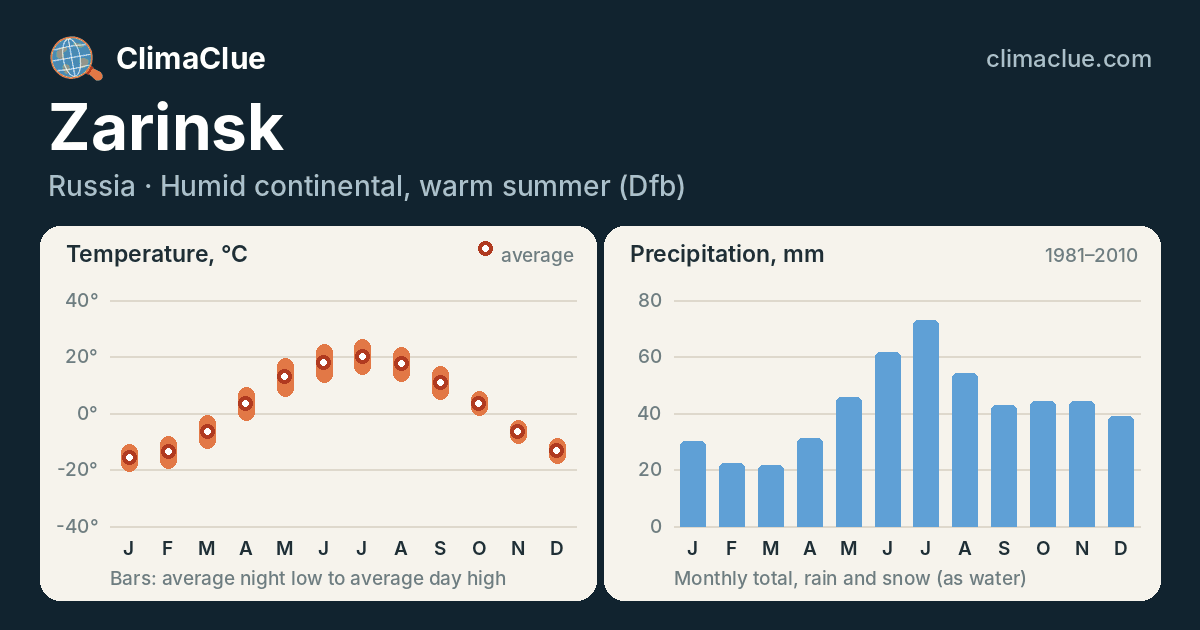 ClimaClue
climaclue.com
Zarinsk
Russia · Humid continental, warm summer (Dfb)
Temperature, °C
average
40°
20°
0°
-20°
-40°
J F M A M J J A S O N D
Bars: average night low to average day high
Precipitation, mm
1981–2010
80
60
40
20
0
J F M A M J J A S O N D
Monthly total, rain and snow (as water)